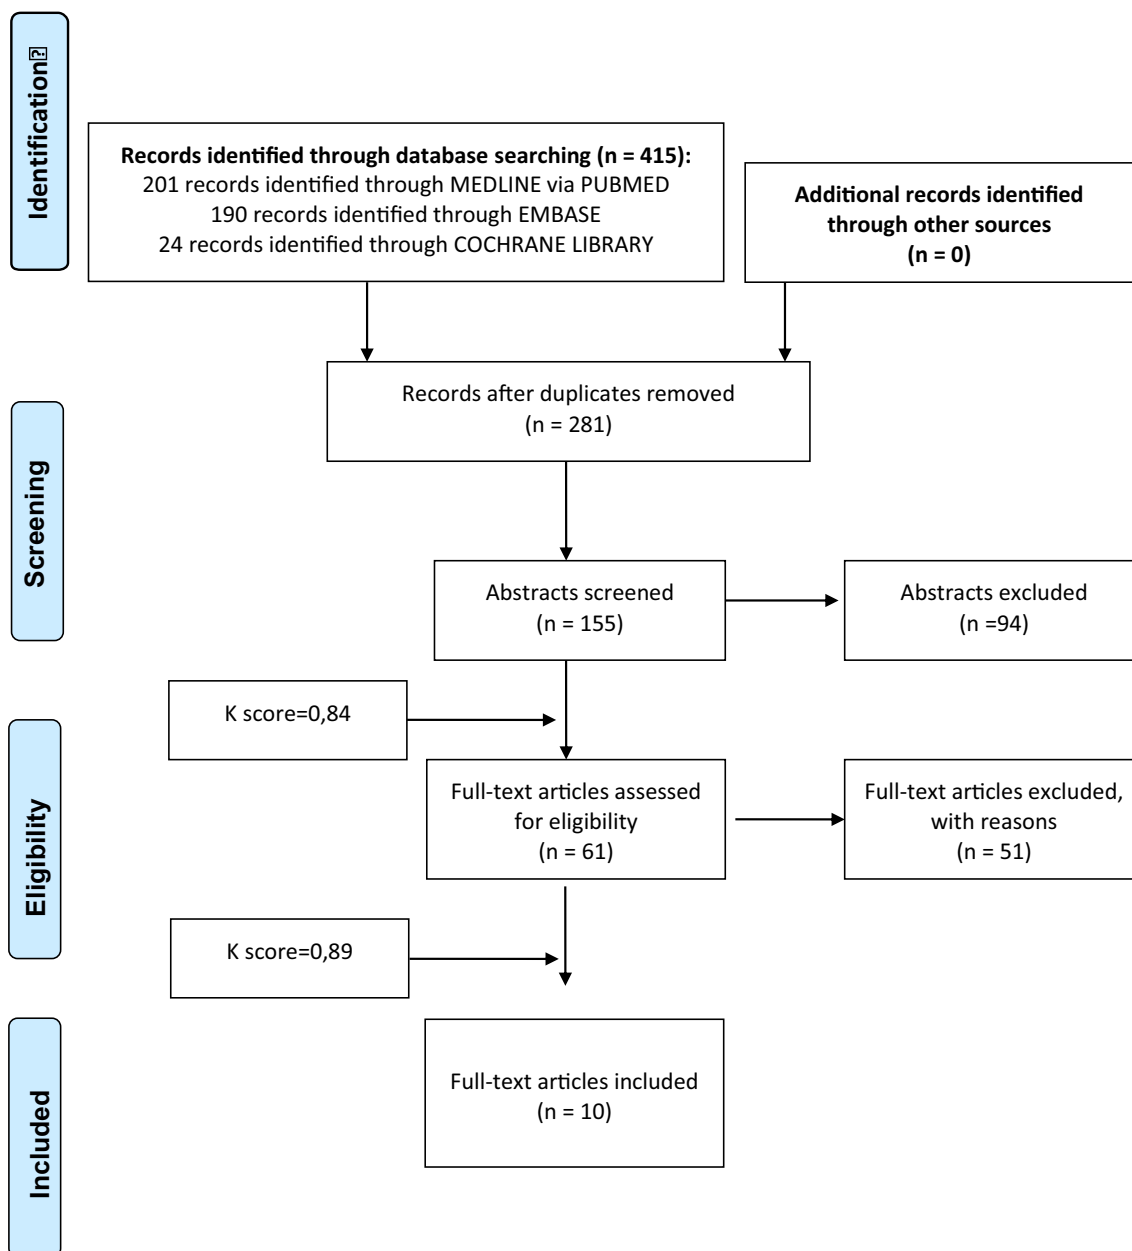 Identification
Records identified through database searching (n = 415):
201 records identified through MEDLINE via PUBMED
190 records identified through EMBASE
24 records identified through COCHRANE LIBRARY
Additional records identified
through other sources
(n = 0)
Records after duplicates removed
(n = 281)
Screening
Abstracts screened
(n = 155)
Abstracts excluded
(n =94)
K score=0,84
Eligibility
Full-text articles assessed
for eligibility
(n = 61)
Full-text articles excluded,
with reasons
(n = 51)
K score=0,89
Included
Full-text articles included
(n = 10)